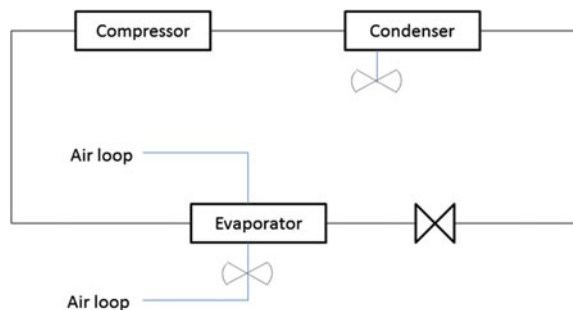 Compressor
Condenser
Air loop
Evaporator
Air loop